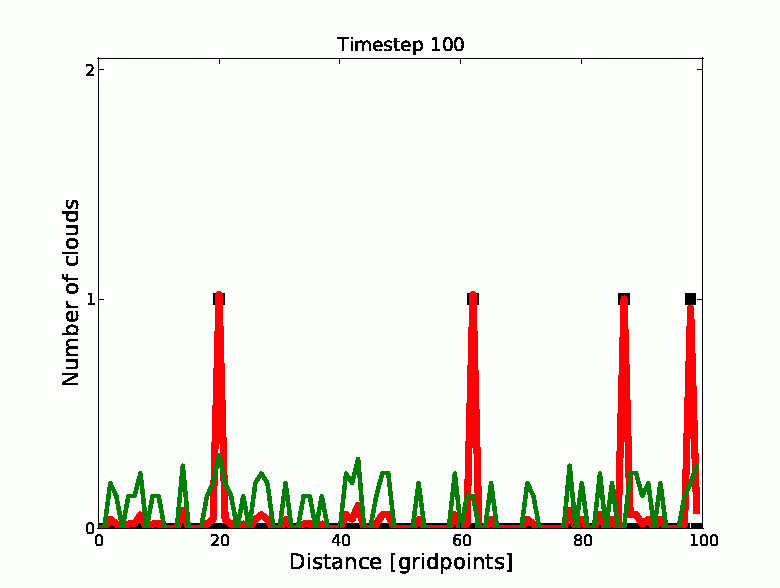 Timestep 100
2
1
0
Number of clouds
0 20 40 60 80 100
Distance [gridpoints]